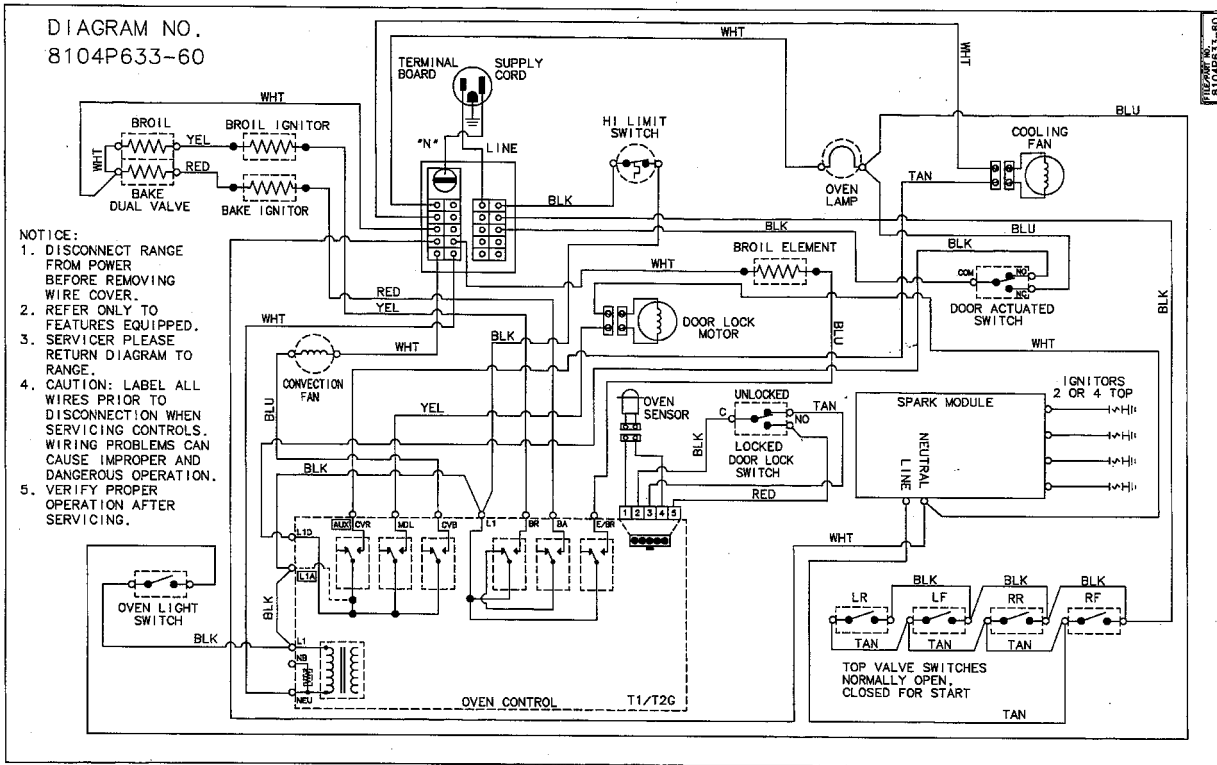 DIAGRAM NO.
8104P633-60
TERMINAL
BOARD
SUPPLY
CORD
WHT
WHT
8104P633-60
BLU
WHT
BROIL
YEL
BROIL IGNITOR
"N"
LINE
HI LIMIT
SWITCH
COOLING
FAN
WHT
RED
BAKE
DUAL VALVE
BAKE IGNITOR
BLK
OVEN
LAMP
TAN
BLU
BLK
BROIL ELEMENT
BLK
COM
NO
NC
DOOR ACTUATED
SWITCH
BLK
NOTICE:
1. DISCONNECT RANGE
FROM POWER
BEFORE REMOVING
WIRE COVER.
2. REFER ONLY TO
FEATURES EQUIPPED.
3. SERVICER PLEASE
RETURN DIAGRAM TO
RANGE.
4. CAUTION: LABEL ALL
WIRES PRIOR TO
DISCONNECTION WHEN
SERVICING CONTROLS.
WIRING PROBLEMS CAN
CAUSE IMPROPER AND
DANGEROUS OPERATION.
5. VERIFY PROPER
OPERATION AFTER
SERVICING.
WHT
RED
YEL
WHT
WHT
BLK
DOOR LOCK
MOTOR
BLU
WHT
CONVECTION
FAN
BLU
YEL
BLK
OVEN
SENSOR
UNLOCKED
C
TAN
NO
BLK
LOCKED
DOOR LOCK
SWITCH
RED
SPARK MODULE
LINE
NEUTRAL
IGNITORS
2 OR 4 TOP
AUX
CVR
MDL
CVB
L1
BR
BA
E/BR
1 2 3 4 5
L1D
L1A
BLK
L1
NB
NEU
OVEN LIGHT
SWITCH
BLK
OVEN CONTROL
T1/T2G
WHT
LR
BLK
LF
BLK
RR
BLK
RF
TAN
TAN
TAN
TOP VALVE SWITCHES
NORMALLY OPEN,
CLOSED FOR START
TAN